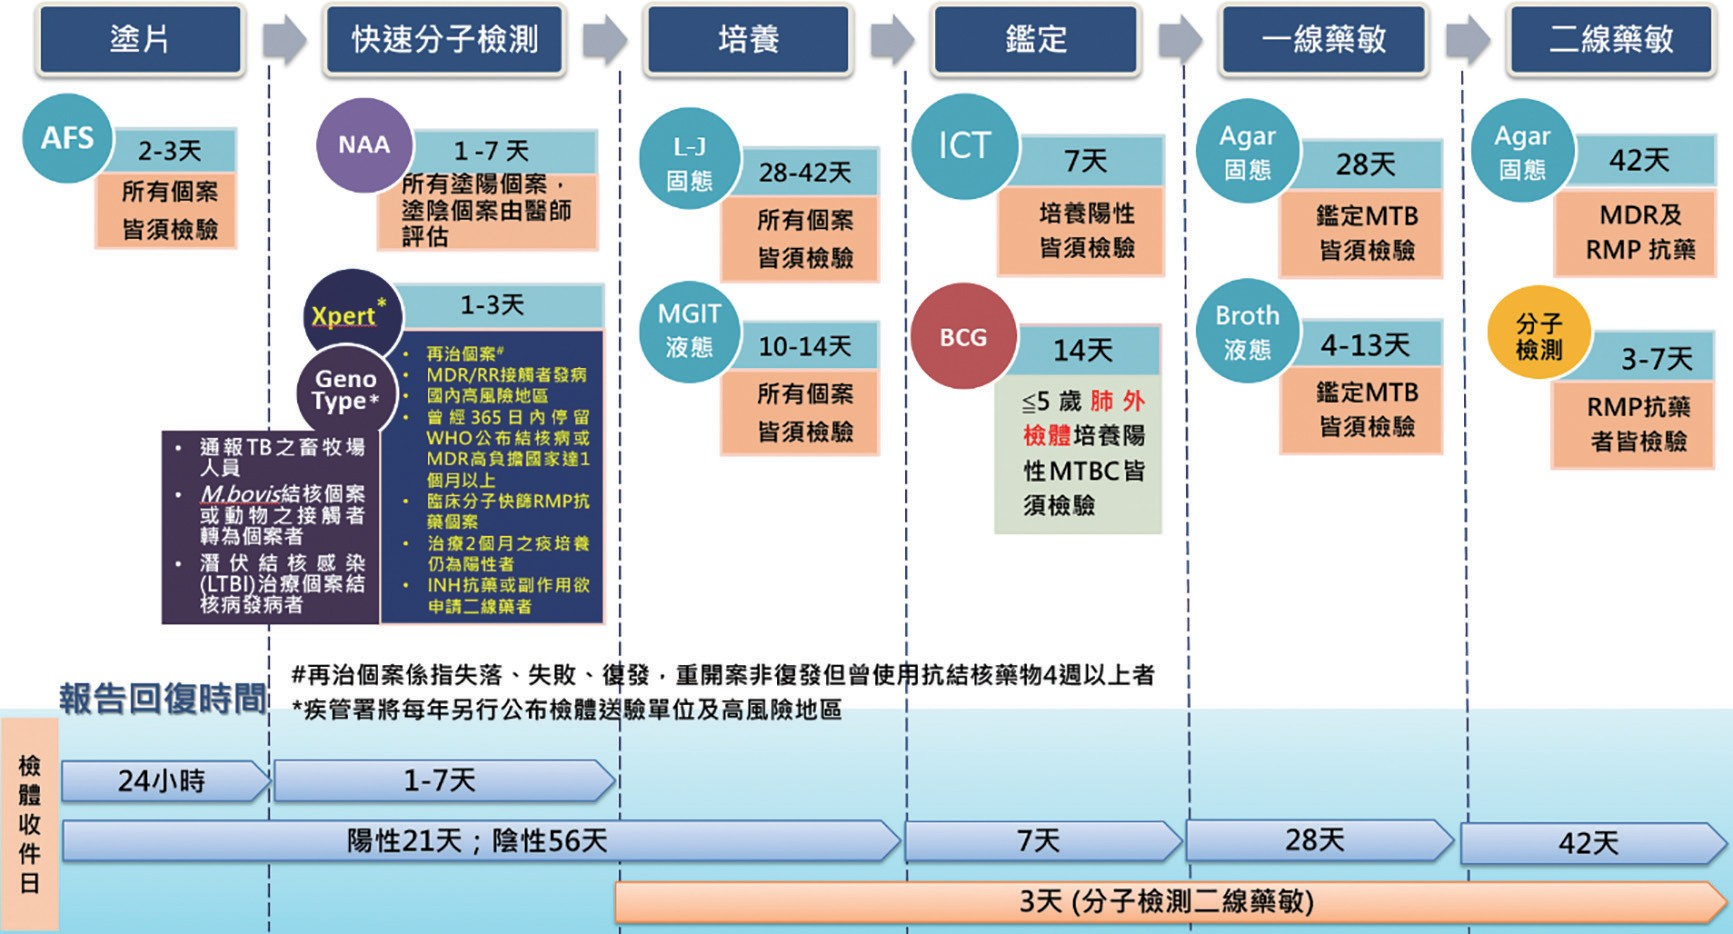 塗片
快速分子檢測
培養
鑑定
一線藥敏
二線藥敏
AFS
2-3天
所有個案
皆須檢驗
NAA
1 -7 天
所有塗陽個案，
塗陰個案由醫師
評估
Xpert*
Geno
Type*
1-3天
• 再治個案#
• MDR/RR接觸者發病
• 國內高風險地區
• 曾經365日內停留
WHO公布結核病或
MDR高負擔國家達1
個月以上
• 臨床分子快篩RMP抗
藥個案
• 治療2個月之痰培養
仍為陽性者
• INH抗藥或副作用欲
申請二線藥者
• 通報TB之畜牧場
人員
• M.bovis結核個案
或動物之接觸者
轉為個案者
• 潛伏結核感染
(LTBI)治療個案結
核病發病者
L-J
固態
28-42天
所有個案
皆須檢驗
MGIT
液態
10-14天
所有個案
皆須檢驗
ICT
7天
培養陽性
皆須檢驗
BCG
14天
≦5 歲 肺 外
檢體培養陽
性MTBC皆
須檢驗
Agar
固態
28天
鑑定MTB
皆須檢驗
Broth
液態
4-13天
鑑定MTB
皆須檢驗
Agar
固態
42天
MDR及
RMP 抗藥
分子
檢測
3-7天
RMP抗藥
者皆檢驗
#再治個案係指失落、失敗、復發，重開案非復發但曾使用抗結核藥物4週以上者
*疾管署將每年另行公布檢體送驗單位及高風險地區
報告回復時間
檢體收件日
24小時
1-7天
陽性21天；陰性56天
7天
28天
42天
3天 (分子檢測二線藥敏)